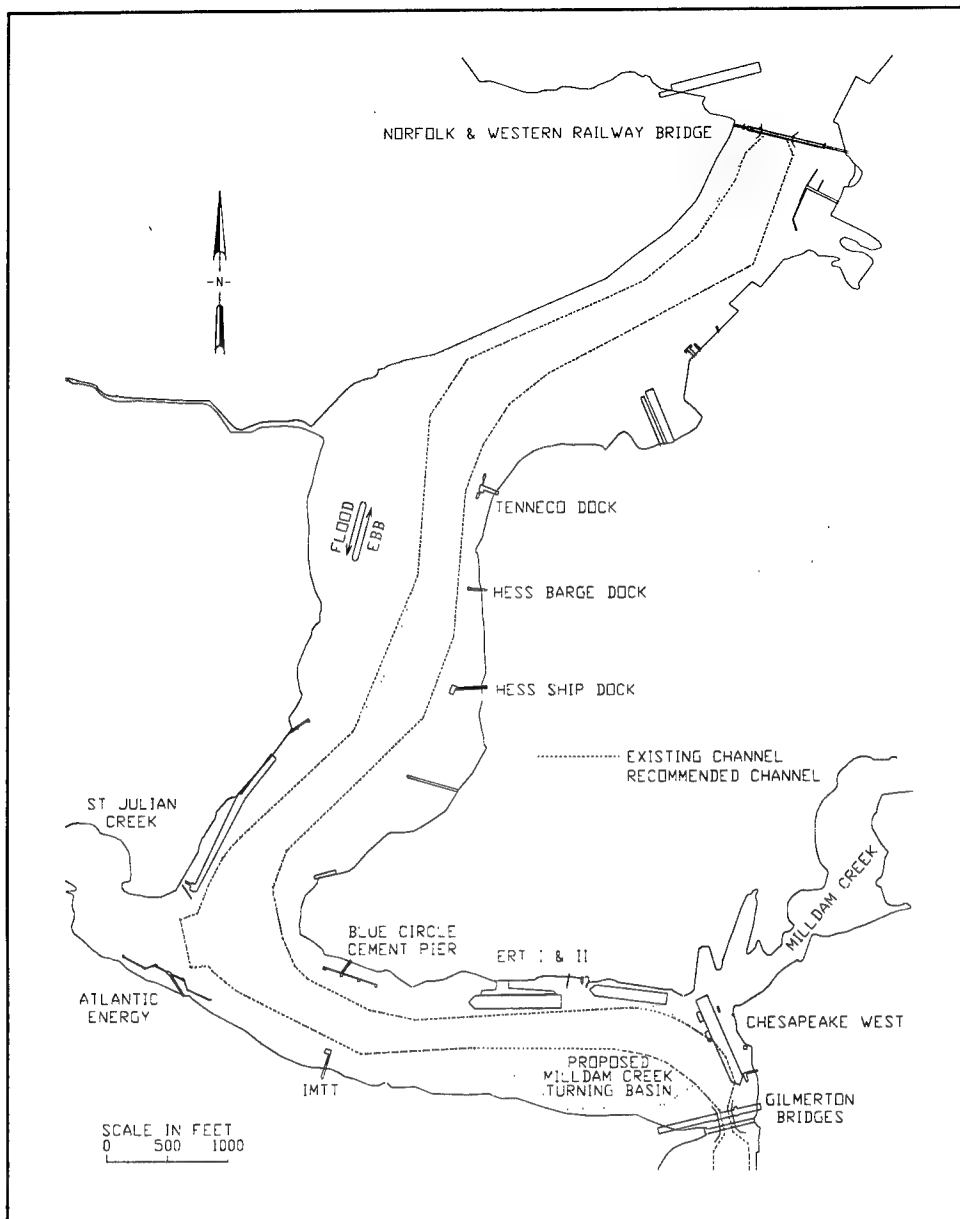 NORFOLK & WESTERN RAILWAY BRIDGE
-N-
FLOOD
EBB
TENNECO DOCK
HESS BARGE DOCK
HESS SHIP DOCK
EXISTING CHANNEL
RECOMMENDED CHANNEL
ST JULIAN
CREEK
MILLDAM CREEK
BLUE CIRCLE
CEMENT PIER
ERT I & II
ATLANTIC
ENERGY
CHESAPEAKE WEST
IMTT
PROPOSED
MILLDAM CREEK
TURNING BASIN
GILMERTON
BRIDGES
SCALE IN FEET
0 500 1000